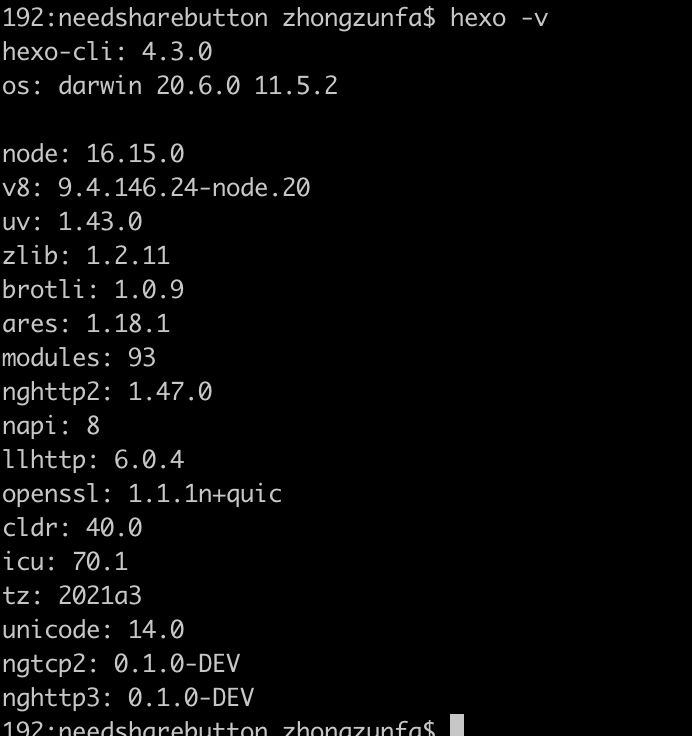 192:needsharebutton zhongzunfa$ hexo -v
hexo-cli: 4.3.0
os: darwin 20.6.0 11.5.2
node: 16.15.0
v8: 9.4.146.24-node.20
uv: 1.43.0
zlib: 1.2.11
brotli: 1.0.9
ares: 1.18.1
modules: 93
nghttp2: 1.47.0
napi: 8
llhttp: 6.0.4
openssl: 1.1.1n+quic
cldr: 40.0
icu: 70.1
tz: 2021a3
unicode: 14.0
ngtcp2: 0.1.0-DEV
nghttp3: 0.1.0-DEV
192:needsharebutton zhongzunfa$